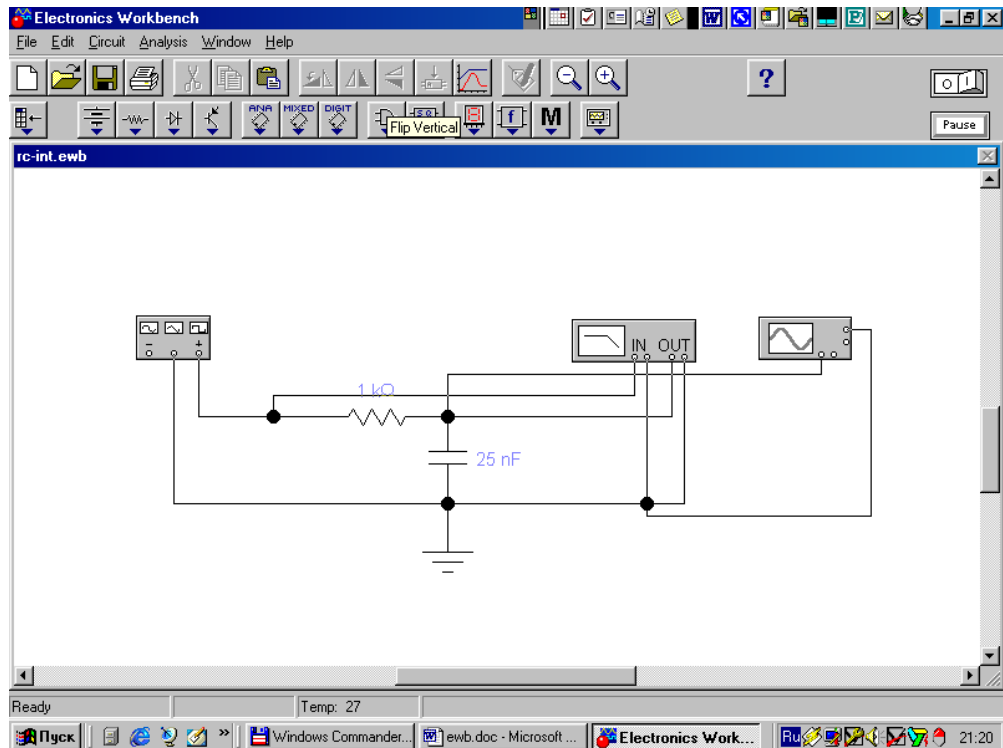 Electronics Workbench
File Edit Circuit Analysis Window Help
ANA MIXED DIGIT
Flip Vertical
M
Pause
rc-int.ewb
IN OUT
1 kΩ
25 nF
Ready Temp: 27
Пуск » Windows Commander... ewb.doc - Microsoft ... Electronics Work... Ru 21:20